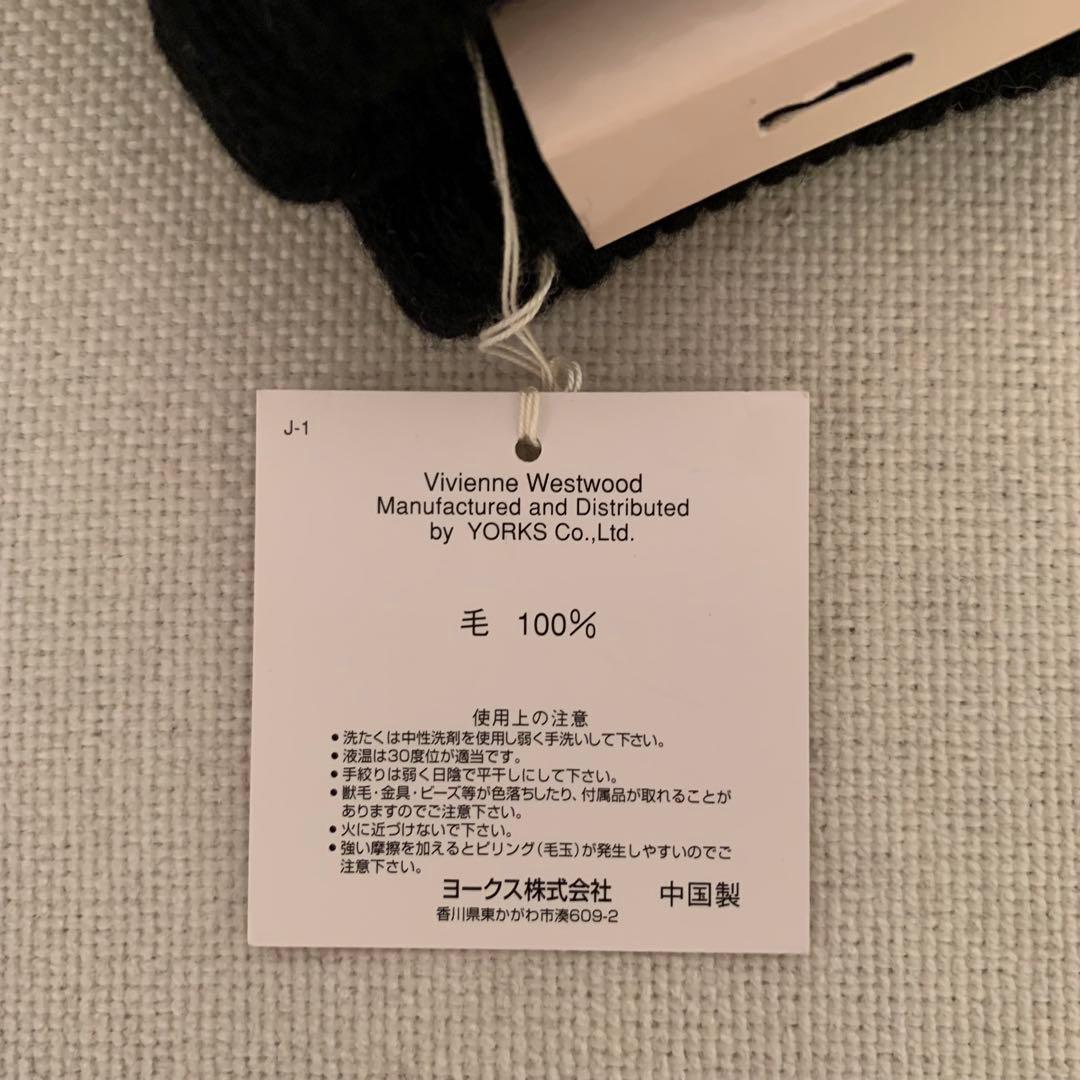 J-1
Vivienne Westwood
Manufactured and Distributed
by YORKS Co.,Ltd.
毛 100%
使用上の注意
●洗たくは中性洗剤を使用し弱く手洗いして下さい。
●液温は30度位が適当です。
●手絞りは弱く日陰で平干しにして下さい。
●獣毛・金具・ビーズ等が色落ちしたり、付属品が取れることが
ありますのでご注意下さい。
●火に近づけないで下さい。
●強い摩擦を加えるとピリング(毛玉)が発生しやすいのでご
注意下さい。
ヨークス株式会社 中国製
香川県東かがわ市湊609-2